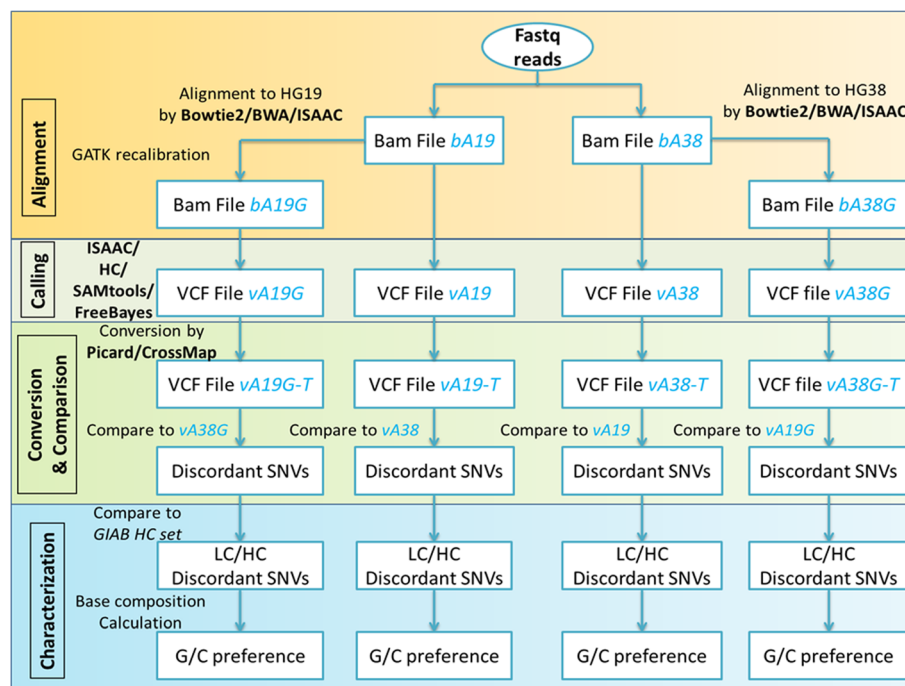 Fastq
reads
Alignment to HG19
by Bowtie2/BWA/ISAAC
Alignment to HG38
by Bowtie2/BWA/ISAAC
Alignment
Bam File bA19
Bam File bA38
GATK recalibration
Bam File bA19G
Bam File bA38G
Calling
ISAAC/
HC/
SAMtools/
FreeBayes
VCF File vA19G
VCF File vA19
VCF File vA38
VCF file vA38G
Conversion
& Comparison
Conversion by
Picard/CrossMap
VCF File vA19G-T
VCF File vA19-T
VCF File vA38-T
VCF file vA38G-T
Compare to vA38G
Compare to vA38
Compare to vA19
Compare to vA19G
Discordant SNVs
Discordant SNVs
Discordant SNVs
Discordant SNVs
Characterization
Compare to
GIAB HC set
LC/HC
Discordant SNVs
LC/HC
Discordant SNVs
LC/HC
Discordant SNVs
LC/HC
Discordant SNVs
Base composition
Calculation
G/C preference
G/C preference
G/C preference
G/C preference